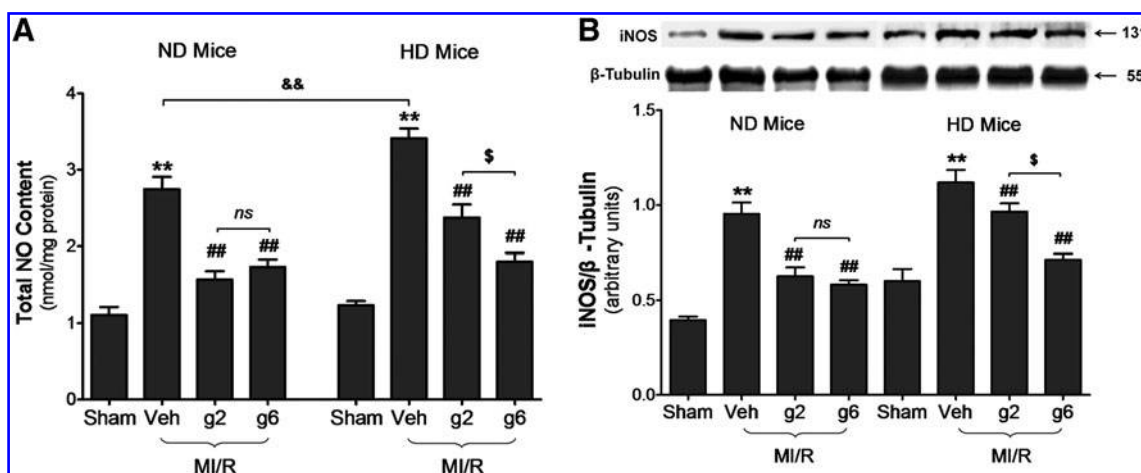 A
ND Mice HD Mice
&&
** ** $
## ns ## ## ##
Total NO Content
(nmol/mg protein)
4
3
2
1
0
Sham Veh g2 g6 Sham Veh g2 g6
MI/R MI/R
B
iNOS
β-Tubulin 55
ND Mice HD Mice
** ** $
## ns ## ## ##
iNOS/β -Tubulin
(arbitrary units)
1.5
1.0
0.5
0.0
Sham Veh g2 g6 Sham Veh g2 g6
MI/R MI/R